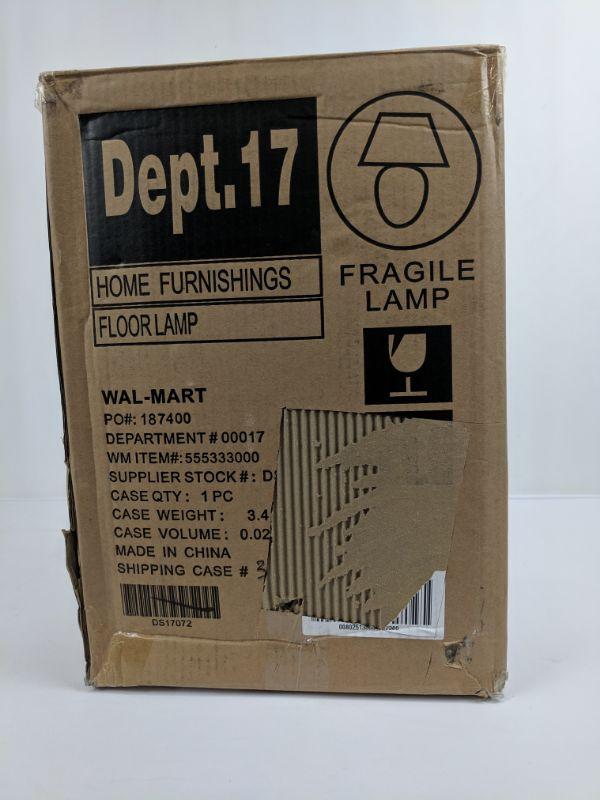 Dept.17
HOME FURNISHINGS
FLOOR LAMP
FRAGILE
LAMP
WAL-MART
PO#: 187400
DEPARTMENT # 00017
WM ITEM#: 555333000
SUPPLIER STOCK #:
CASE QTY: 1 PC
CASE WEIGHT: 3.4
CASE VOLUME: 0.02
MADE IN CHINA
SHIPPING CASE #
DS17072